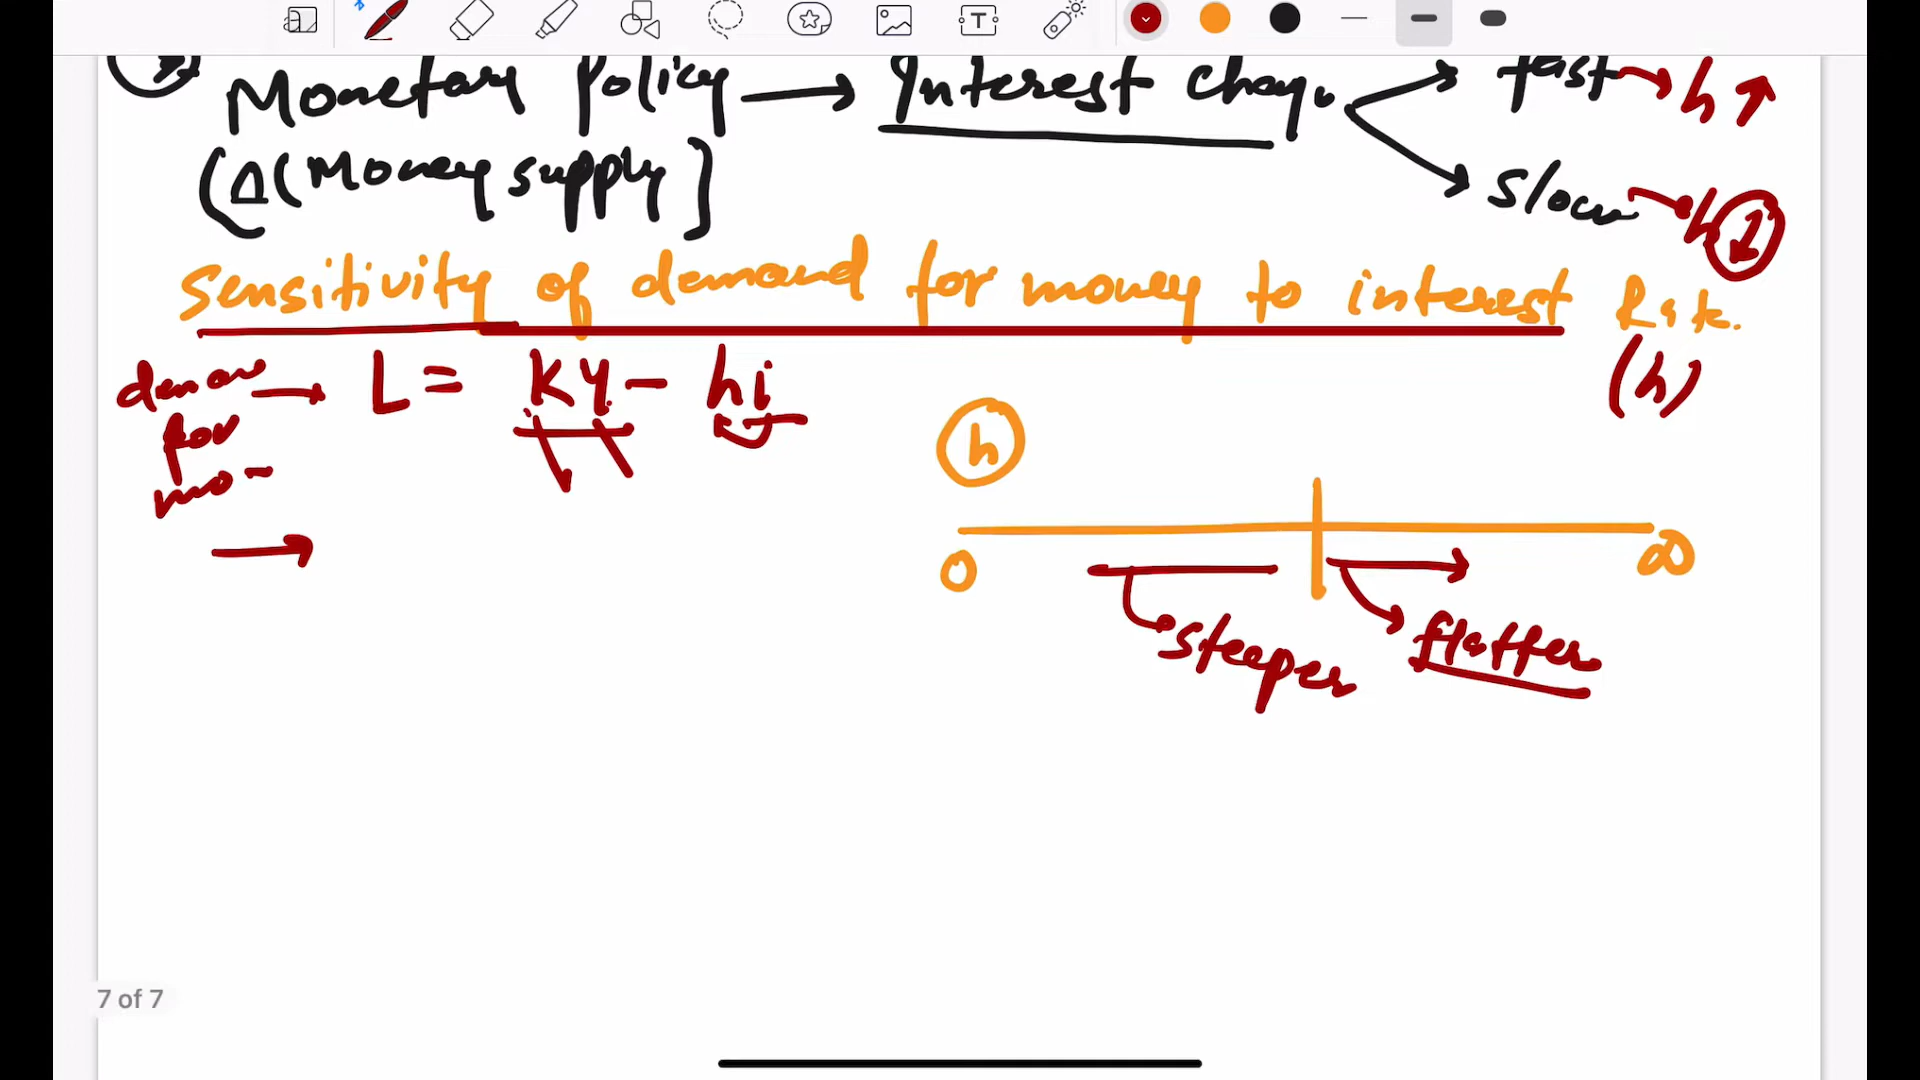 Monetary Policy → Interest chang. fast → h ↑
(Δ(Money supply] slow → h ↓
Sensitivity of demand for money to interest Rate.
(h)
L = KY - hi
for
mo
h
0 ∞
steeper flatter
7 of 7